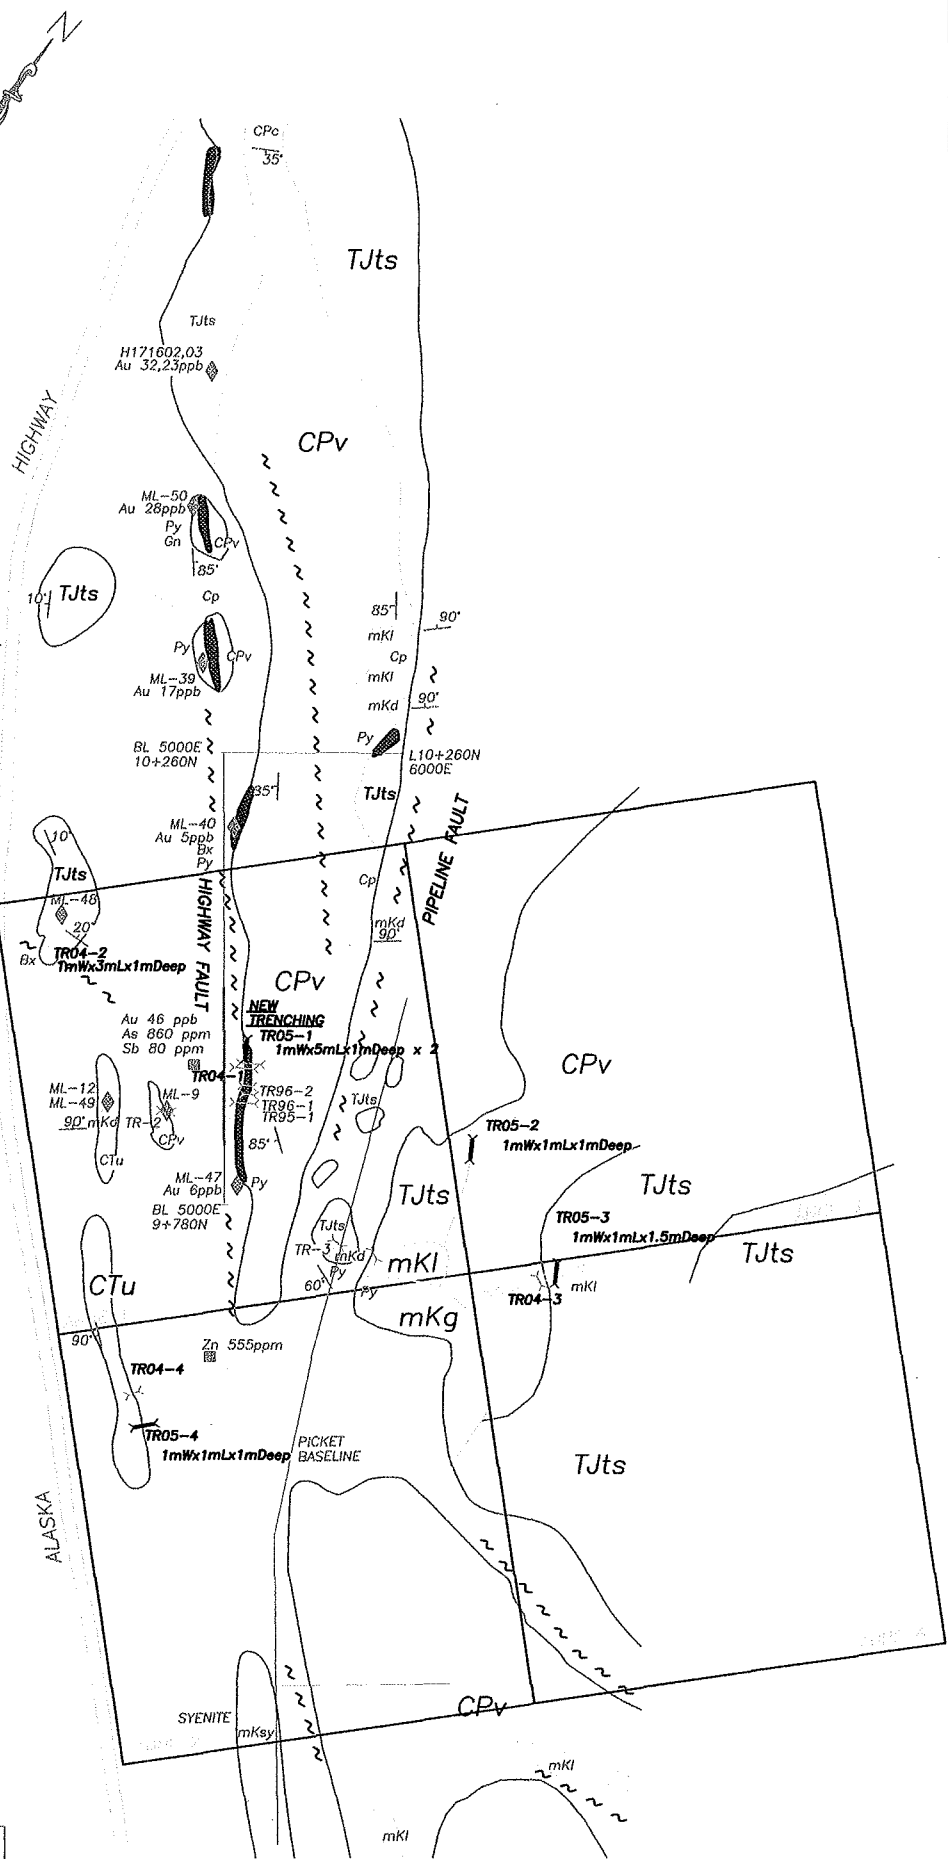 N
CPc
35°
TJts
TJts
H171602,03
Au 32,23ppb
HIGHWAY
CPv
ML-50
Au 28ppb
Py
Gn
CPv
85°
TJts
10°
Cp
85°
mKl
90°
Py
CPv
Cp
mKl
ML-39
Au 17ppb
mKd
90°
BL 5000E
10+260N
Py
L10+260N
6000E
85°
TJts
ML-40
Au 5ppb
Bx
Py
PIPELINE FAULT
10°
TJts
ML-48
20°
Bx
TR04-2
1mWx3mLx1mDeep
HIGHWAY FAULT
Cp
mKd
90°
CPv
NEW
TRENCHING
TR05-1
1mWx5mLx1mDeep x 2
Au 46 ppb
As 860 ppm
Sb 80 ppm
TR04-1
CPv
ML-12
ML-49
90° mKd
CTu
ML-9
TR-2
CPv
TR96-2
TR96-1
TR95-1
TJts
85°
TR05-2
1mWx1mLx1mDeep
ML-47
Au 6ppb
Py
BL 5000E
9+780N
TJts
TJts
TR05-3
1mWx1mLx1.5mDeep
TJts
TJts
TR-3
mKd
Py
60°
Py
mKl
TR04-3
mKl
CTu
mKg
90°
Zn 555ppm
TR04-4
TR05-4
1mWx1mLx1mDeep
PICKET
BASELINE
TJts
ALASKA
SYENITE
mKsy
CPv
mKl
mKl